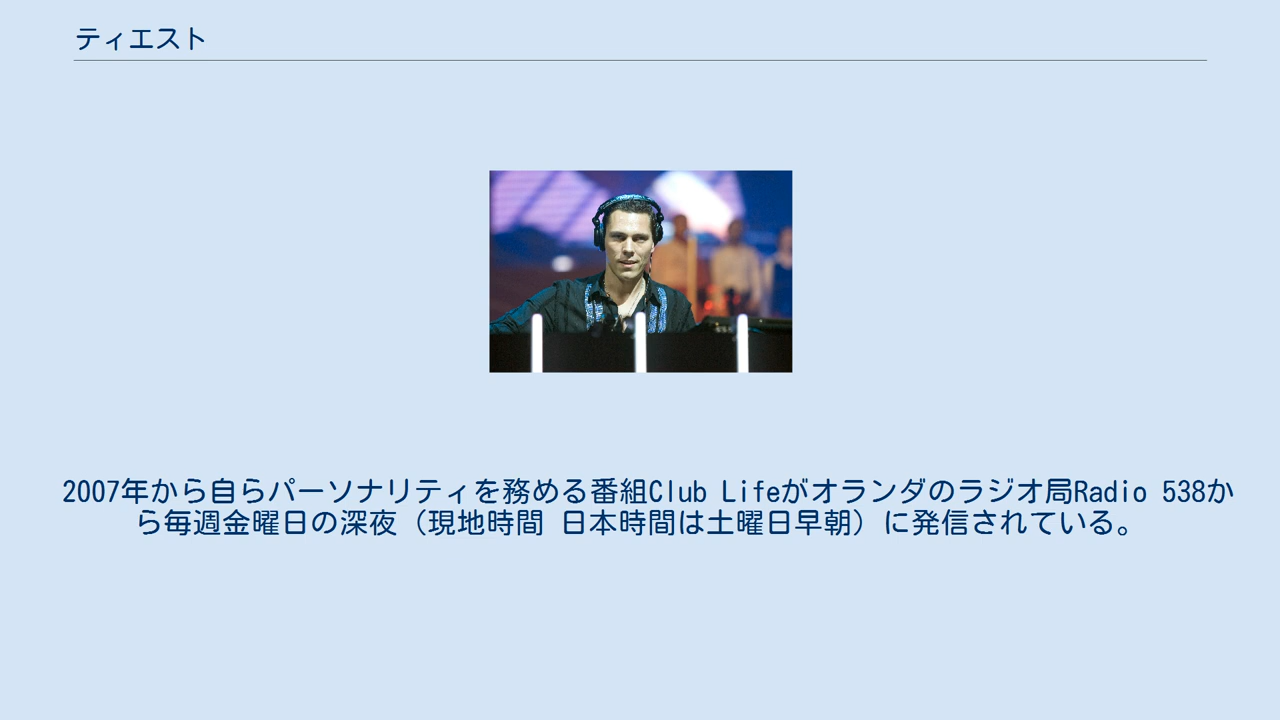 ティエスト
2007年から自らパーソナリティを務める番組Club Lifeがオランダのラジオ局Radio 538か
ら毎週金曜日の深夜（現地時間 日本時間は土曜日早朝）に発信されている。